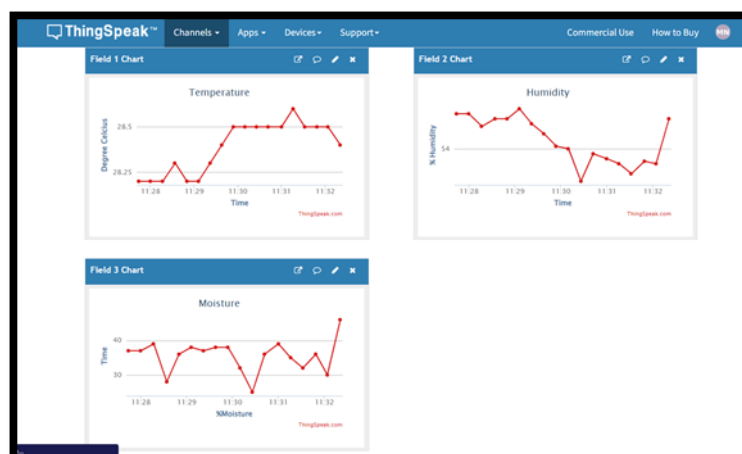 ThingSpeak™ Channels Apps Devices Support Commercial Use How to Buy MN
Field 1 Chart
Temperature
Degree Celcius
28.5
28.25
11:28 11:29 11:30 11:31 11:32
Time
ThingSpeak.com
Field 2 Chart
Humidity
% Humidity
54
11:28 11:29 11:30 11:31 11:32
Time
ThingSpeak.com
Field 3 Chart
Moisture
Time
40
30
11:28 11:29 11:30 11:31 11:32
%Moisture
ThingSpeak.com